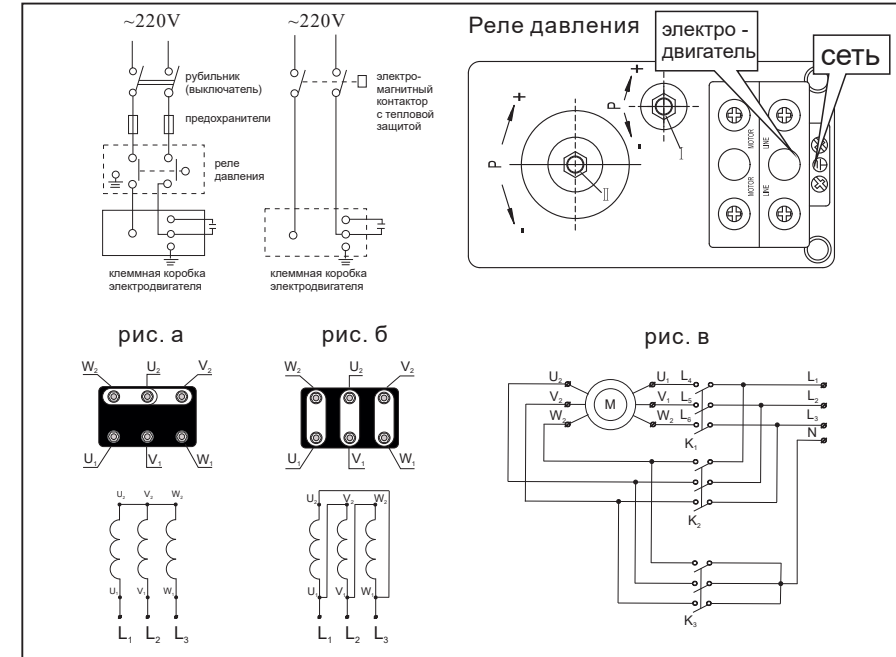 ~220V
~220V
рубильник
(выключатель)
предохранители
реле
давления
клеммная коробка
электродвигателя
электро-
магнитный
контактор
с тепловой
защитой
клеммная коробка
электродвигателя
Реле давления
электро -
двигатель
сеть
+
P
-
+
P
-
I
II
MOTOR
LINE
MOTOR
LINE
рис. а
W₂ U₂ V₂
U₁ V₁ W₁
U₂ V₂ W₂
U₁ V₁ W₁
L₁ L₂ L₃
рис. б
W₂ U₂ V₂
U₁ V₁ W₁
U₂ V₂ W₂
U₁ V₁ W₁
L₁ L₂ L₃
рис. в
U₂ U₁ L₄ L₁
V₂ M V₁ L₅ L₂
W₂ W₂ L₆ L₃
K₁ N
K₂
K₃